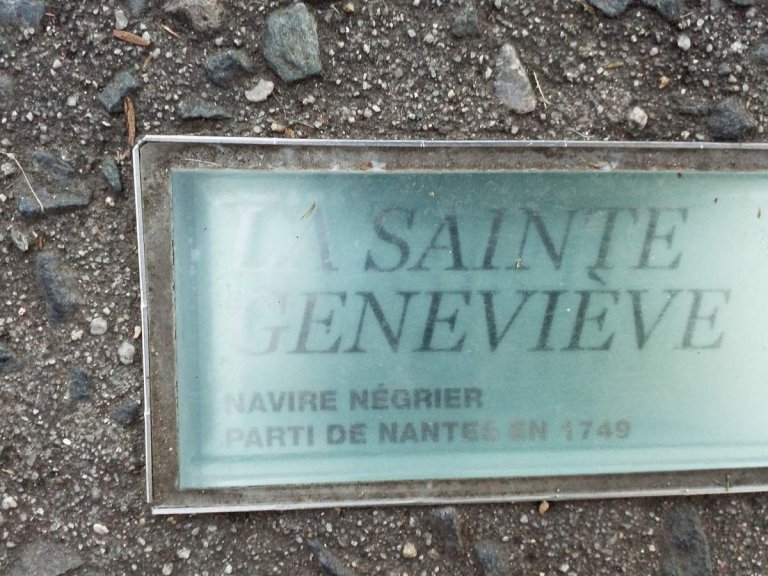 LA SAINTE
GENEVIÈVE
NAVIRE NÉGRIER
PARTI DE NANTES EN 1749